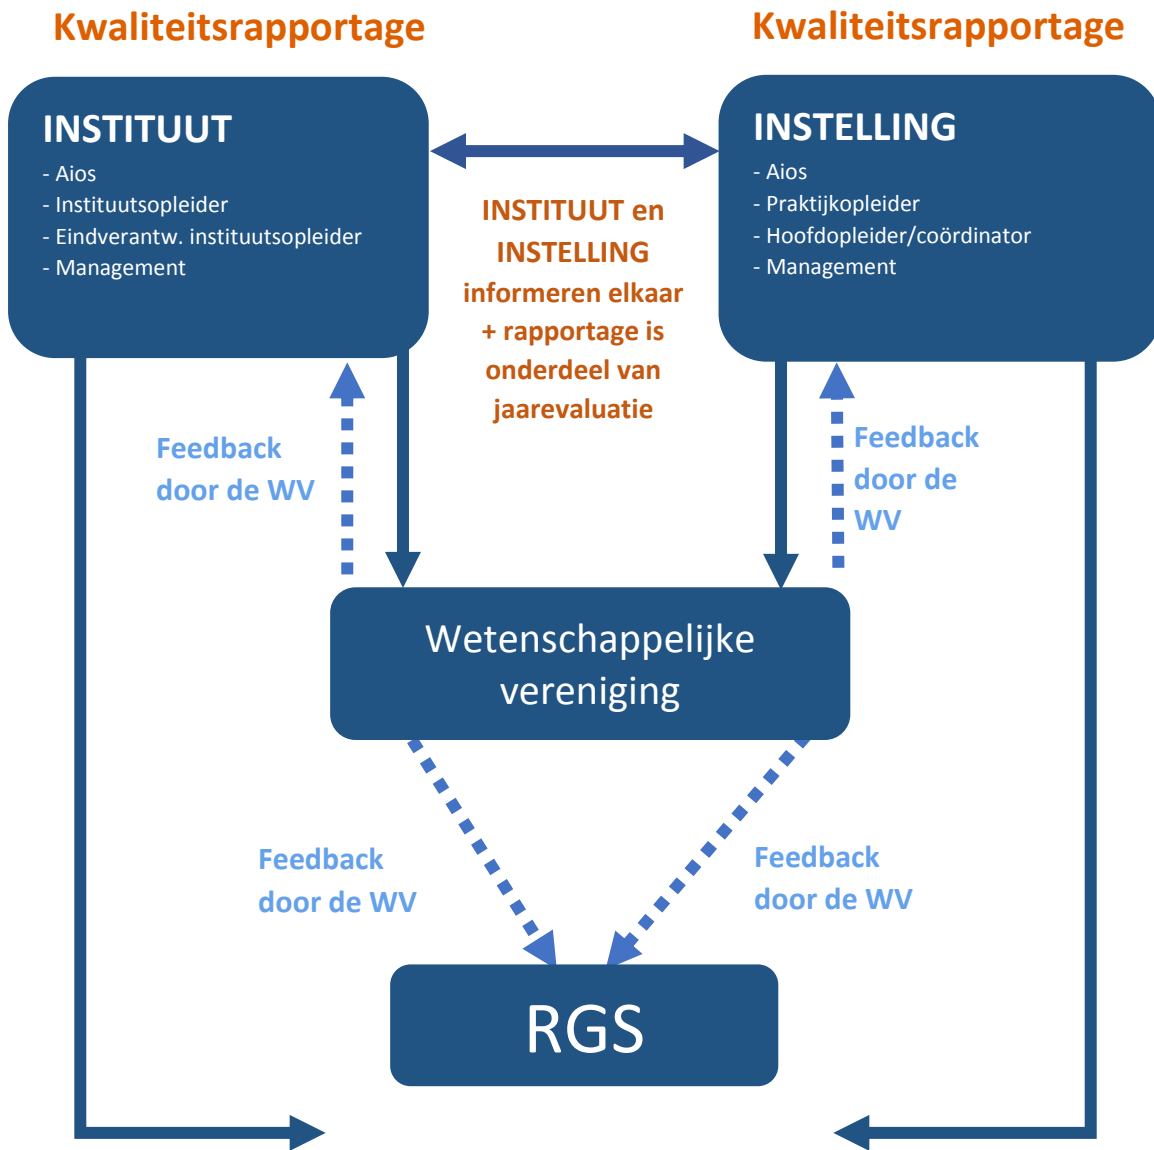 Kwaliteitsrapportage
Kwaliteitsrapportage
INSTITUUT
- Aios
- Instituutsopleider
- Eindverantw. instituutsopleider
- Management
INSTELLING
- Aios
- Praktijkopleider
- Hoofdopleider/coördinator
- Management
INSTITUUT en
INSTELLING
informeren elkaar
+ rapportage is
onderdeel van
jaarevaluatie
Feedback
door de WV
Feedback
door de
WV
Wetenschappelijke
vereniging
Feedback
door de WV
Feedback
door de WV
RGS